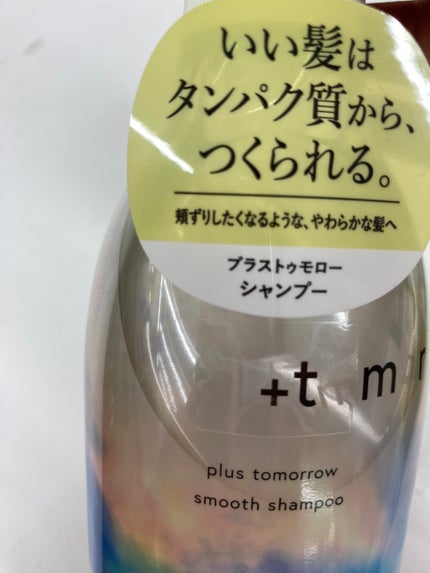 いい髪は
タンパク質から、
つくられる。
頬ずりしたくなるような、やわらかな髪へ
プラストゥモロー
シャンプー
+t m r
plus tomorrow
smooth shampoo